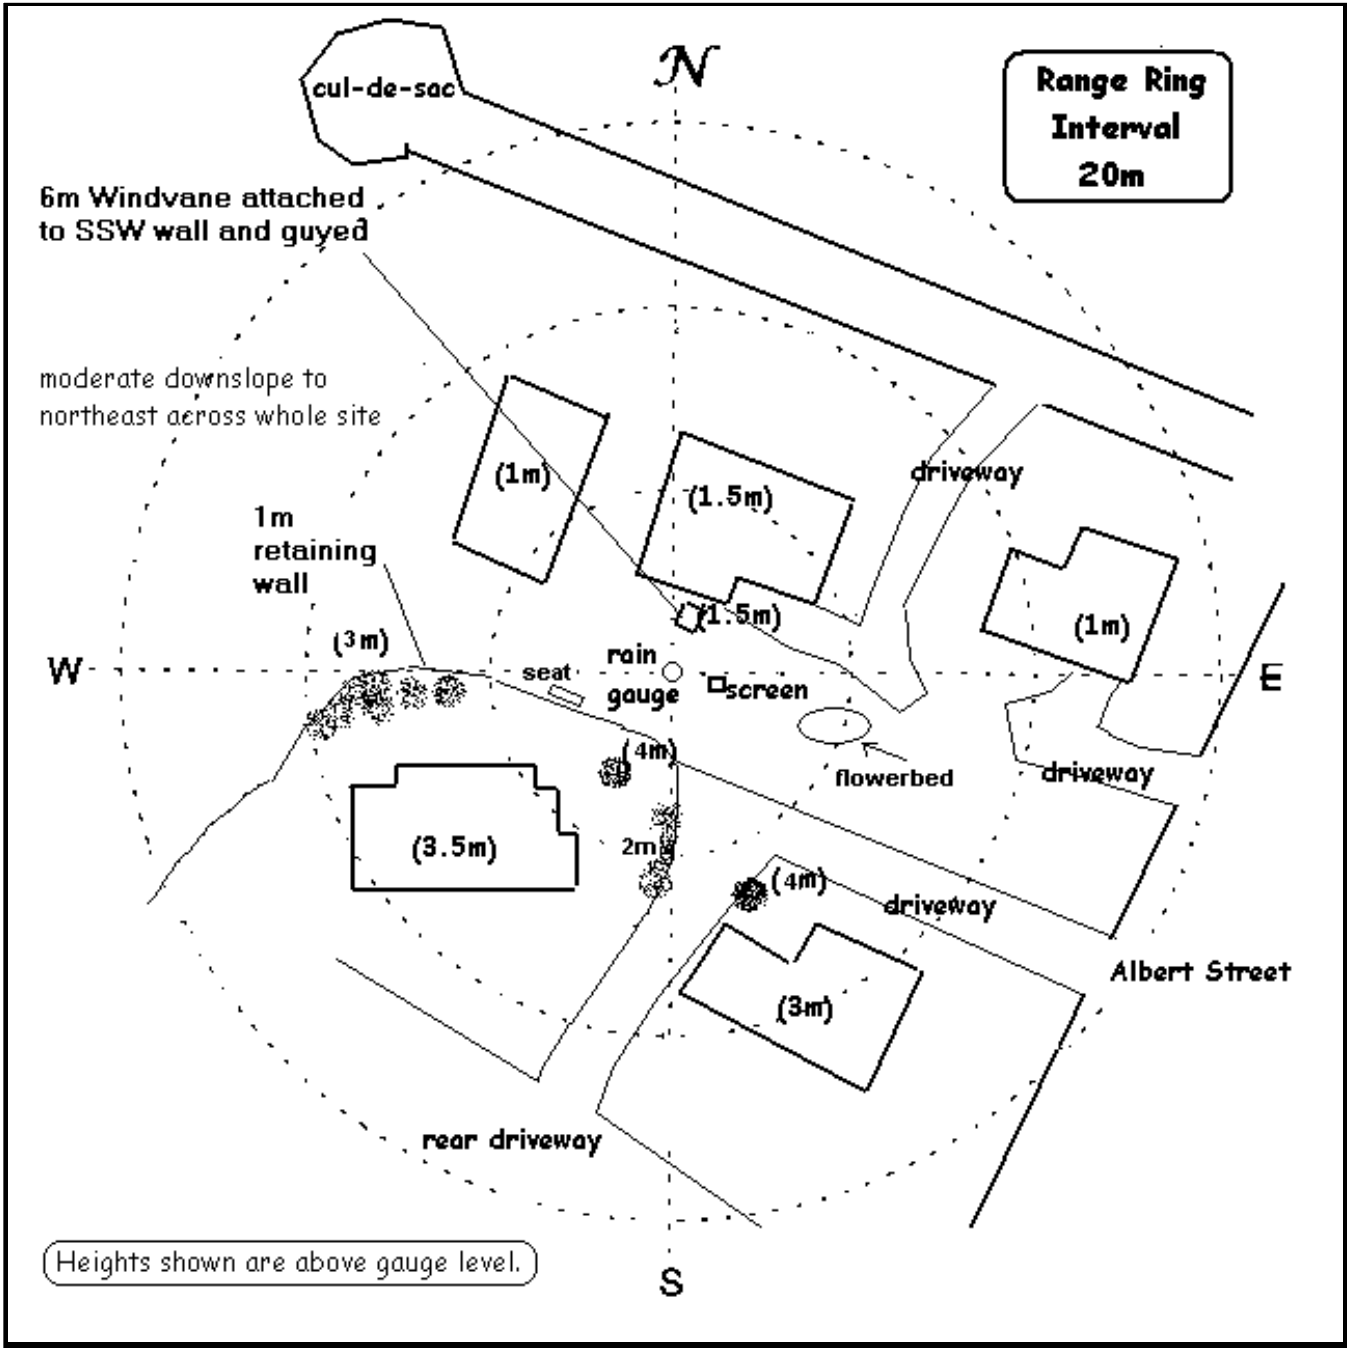 cul-de-sac
N
Range Ring
Interval
20m
6m Windvane attached
to SSW wall and guyed
moderate downslope to
northeast across whole site
(1m)
(1.5m)
driveway
1m
retaining
wall
(1.5m)
(1m)
(3m)
W
seat
rain
gauge
screen
E
(4m)
flowerbed
driveway
(3.5m)
2m
(4m)
driveway
Albert Street
(3m)
rear driveway
Heights shown are above gauge level.
S